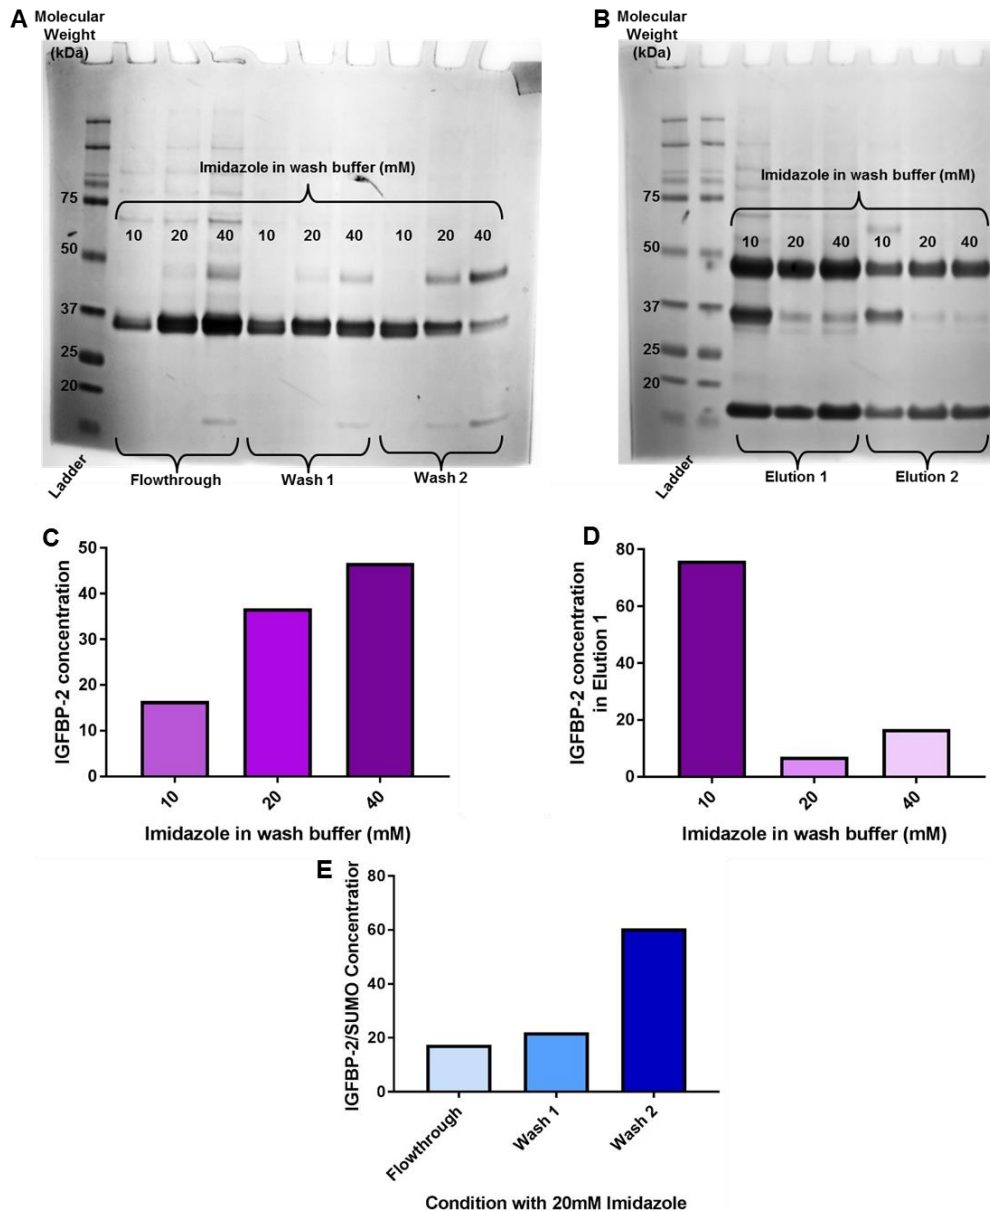 A
Molecular
Weight
(kDa)
Imidazole in wash buffer (mM)
75
50
37
25
20
10 20 40 10 20 40 10 20 40
Ladder
Flowthrough
Wash 1
Wash 2
B
Molecular
Weight
(kDa)
Imidazole in wash buffer (mM)
75
50
37
25
20
10 20 40 10 20 40
Ladder
Elution 1
Elution 2
C
IGFBP-2 concentration
50
40
30
20
10
0
10 20 40
Imidazole in wash buffer (mM)
D
IGFBP-2 concentration
in Elution 1
80
60
40
20
0
10 20 40
Imidazole in wash buffer (mM)
E
IGFBP-2/SUMO Concentration
80
60
40
20
0
Flowthrough
Wash 1
Wash 2
Condition with 20mM Imidazole